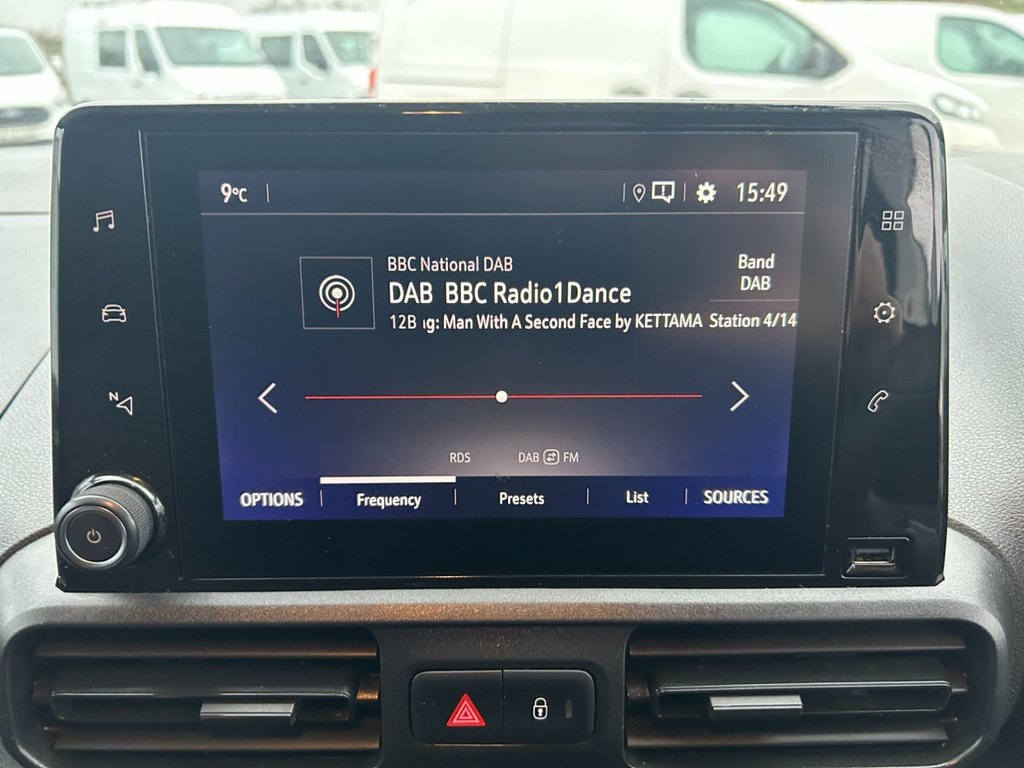 9°C 15:49
BBC National DAB
DAB BBC Radio1Dance
12B ıg: Man With A Second Face by KETTAMA
Band
DAB
Station 4/14
N
RDS DAB FM
OPTIONS Frequency Presets List SOURCES